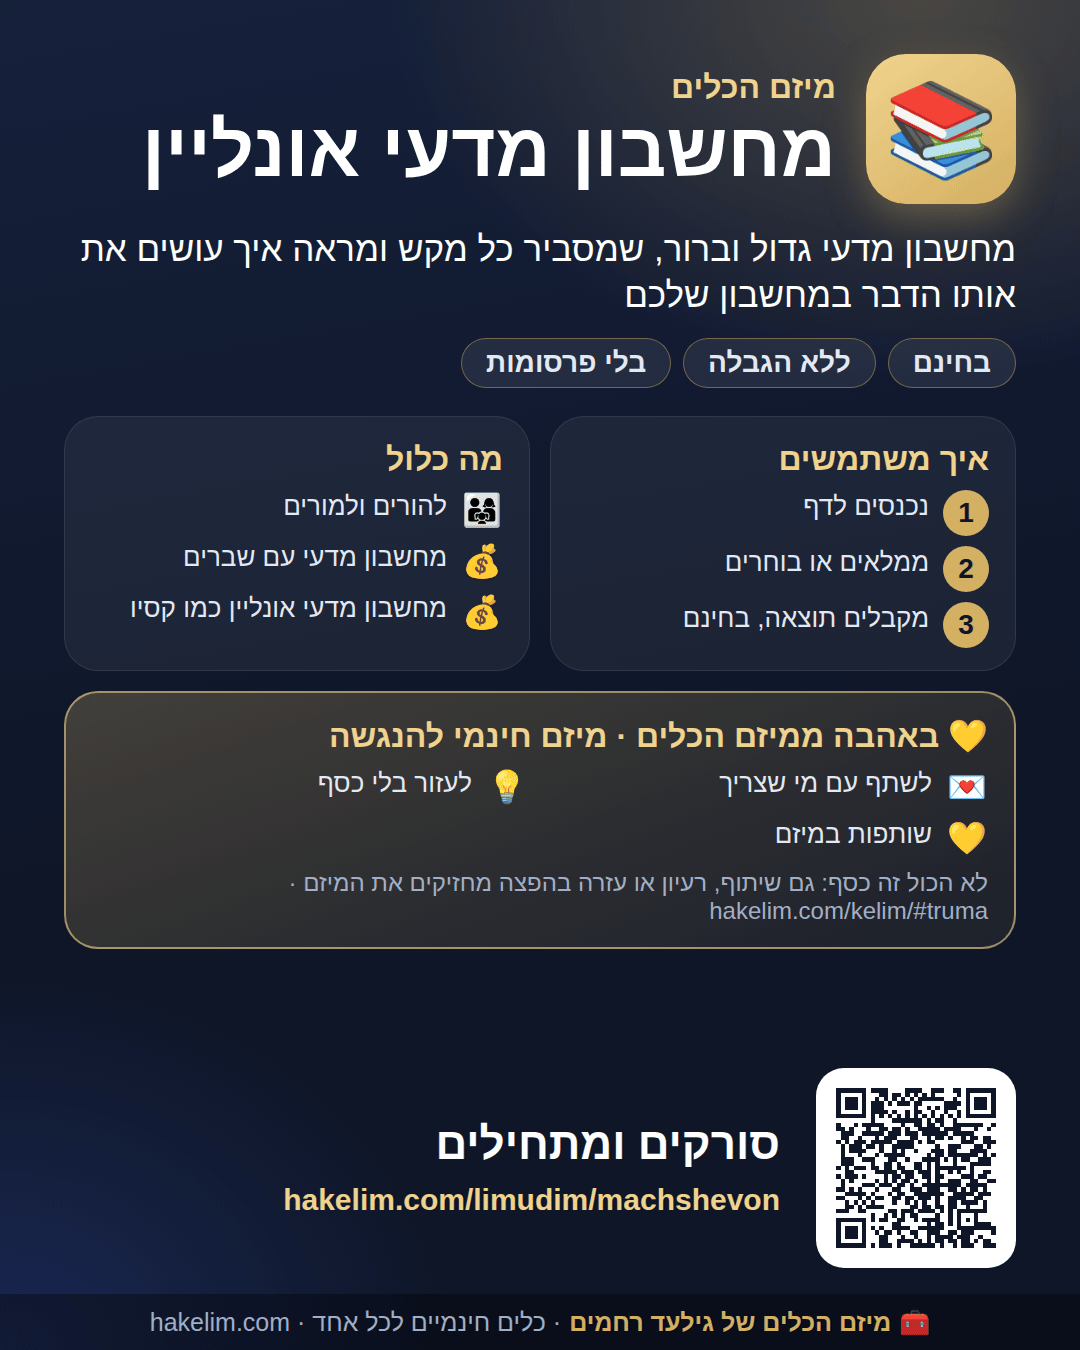 מיזם הכלים
מחשבון מדעי אונליין
מחשבון מדעי גדול וברור, שמסביר כל מקש ומראה איך עושים את
אותו הדבר במחשבון שלכם
בחינם
ללא הגבלה
בלי פרסומות
איך משתמשים
1 נכנסים לדף
2 ממלאים או בוחרים
3 מקבלים תוצאה, בחינם
מה כלול
להורים ולמורים
מחשבון מדעי עם שברים
מחשבון מדעי אונליין כמו קסיו
💛 באהבה ממיזם הכלים · מיזם חינמי להנגשה
💌 לשתף עם מי שצריך
💡 לעזור בלי כסף
💛 שותפות במיזם
לא הכול זה כסף: גם שיתוף, רעיון או עזרה בהפצה מחזיקים את המיזם ·
hakelim.com/kelim/#truma
סורקים ומתחילים
hakelim.com/limudim/machshevon
🧰 מיזם הכלים של גילעד רחמים · כלים חינמיים לכל אחד · hakelim.com